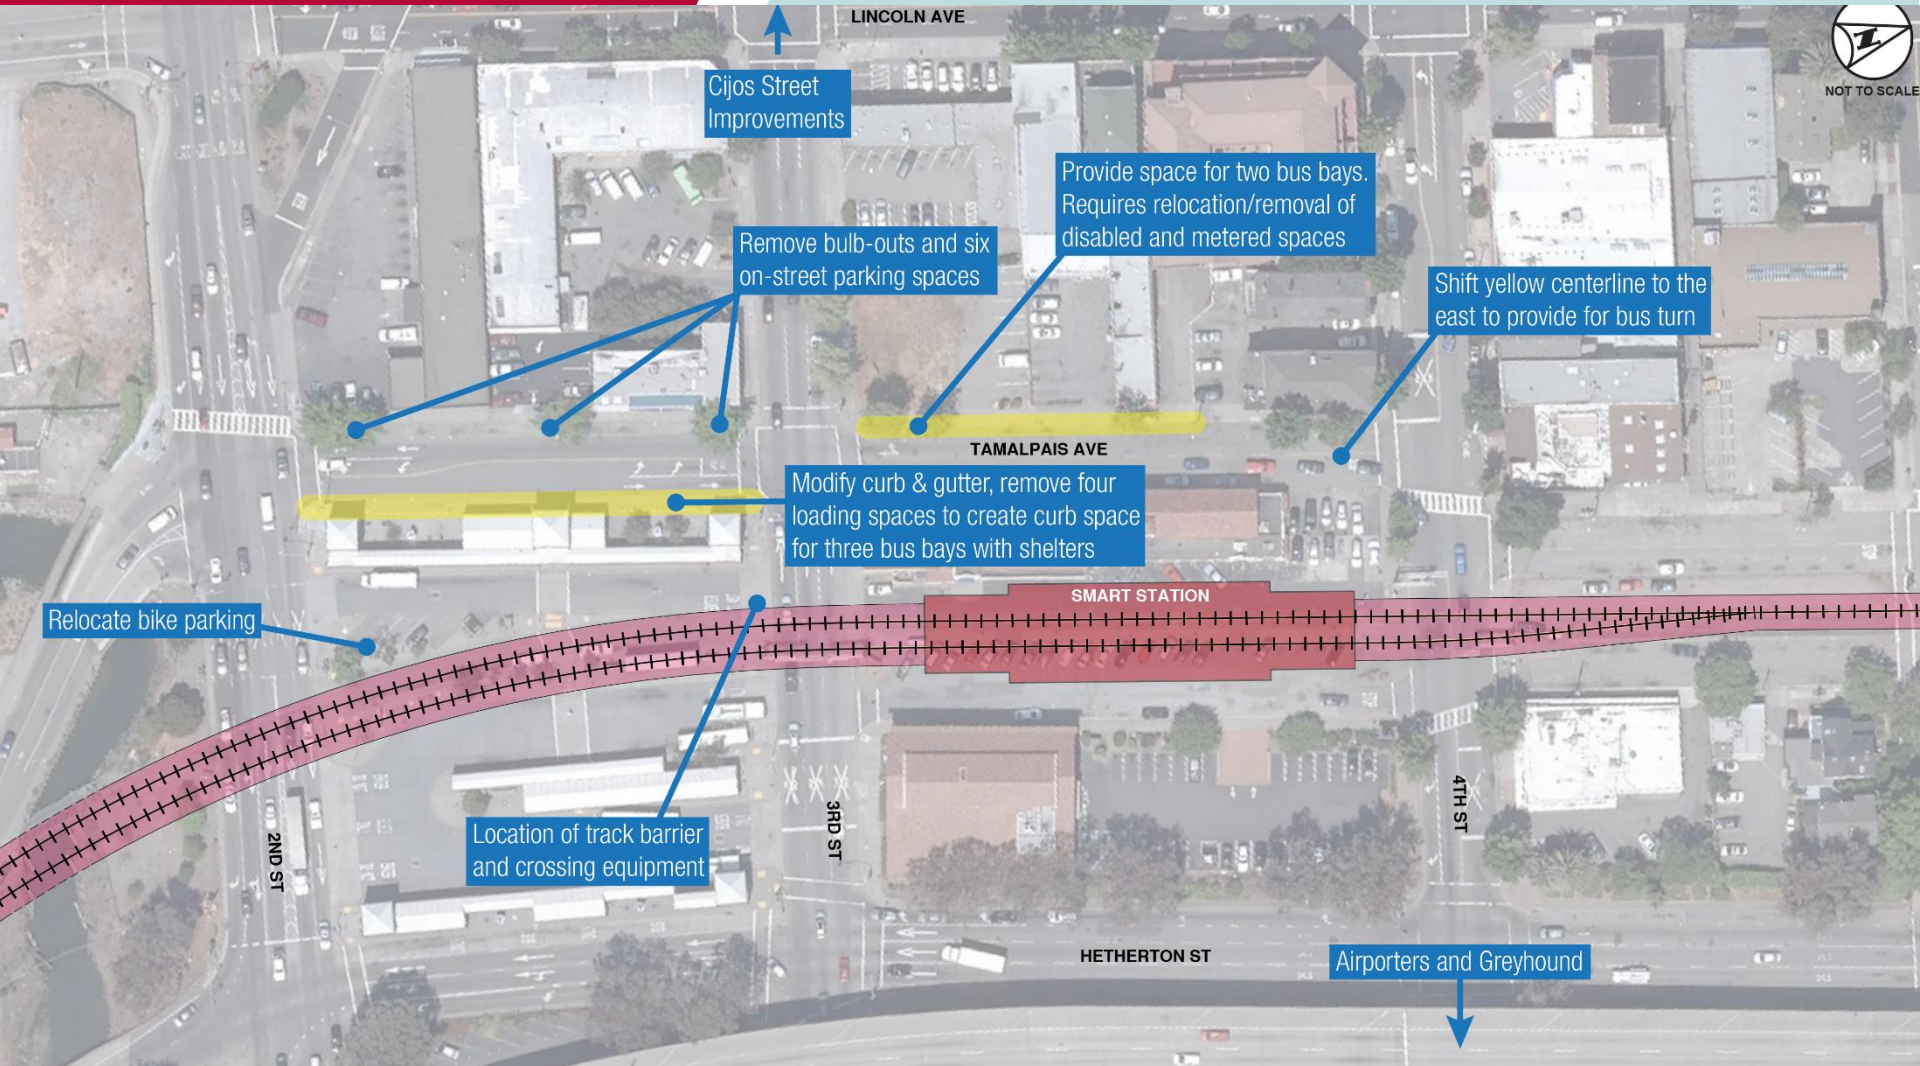 LINCOLN AVE
NOT TO SCALE
Cijos Street
Improvements
Provide space for two bus bays.
Requires relocation/removal of
disabled and metered spaces
Remove bulb-outs and six
on-street parking spaces
Shift yellow centerline to the
east to provide for bus turn
TAMALPAIS AVE
Modify curb & gutter, remove four
loading spaces to create curb space
for three bus bays with shelters
SMART STATION
Relocate bike parking
Location of track barrier
and crossing equipment
2ND ST
3RD ST
4TH ST
HETHERTON ST
Airporters and Greyhound